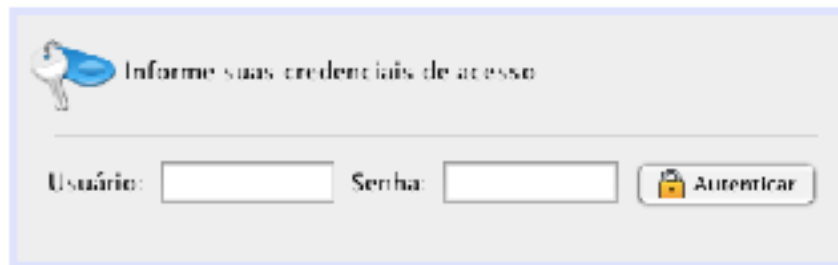 Informe suas credenciais de acesso
Usuário: Senha: Autenticar